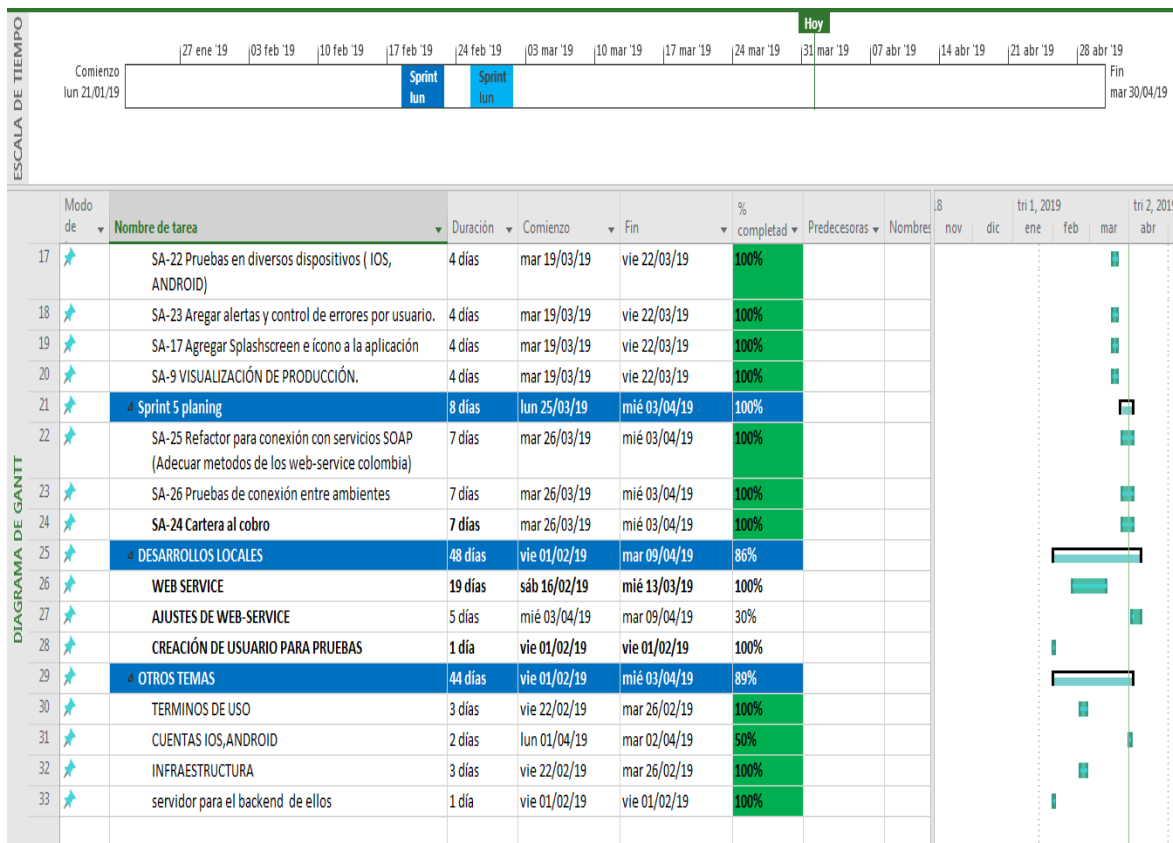 ESCALA DE TIEMPO
Hoy
27 ene '19 03 feb '19 10 feb '19 17 feb '19 24 feb '19 03 mar '19 10 mar '19 17 mar '19 24 mar '19 31 mar '19 07 abr '19 14 abr '19 21 abr '19 28 abr '19
Comienzo
lun 21/01/19
Sprint
lun
Sprint
lun
Fin
mar 30/04/19
DIAGRAMA DE GANTT
Modo
de
Nombre de tarea Duración Comienzo Fin
%
completad
Predecesoras Nombres
8 tri 1, 2019 tri 2, 2019
nov dic ene feb mar abr
17 SA-22 Pruebas en diversos dispositivos ( IOS, 4 días mar 19/03/19 vie 22/03/19 100%
ANDROID)
18 SA-23 Aregar alertas y control de errores por usuario. 4 días mar 19/03/19 vie 22/03/19 100%
19 SA-17 Agregar Splashscreen e ícono a la aplicación 4 días mar 19/03/19 vie 22/03/19 100%
20 SA-9 VISUALIZACIÓN DE PRODUCCIÓN. 4 días mar 19/03/19 vie 22/03/19 100%
21 Sprint 5 planing 8 días lun 25/03/19 mié 03/04/19 100%
22 SA-25 Refactor para conexión con servicios SOAP 7 días mar 26/03/19 mié 03/04/19 100%
(Adecuar metodos de los web-service colombia)
23 SA-26 Pruebas de conexión entre ambientes 7 días mar 26/03/19 mié 03/04/19 100%
24 SA-24 Cartera al cobro 7 días mar 26/03/19 mié 03/04/19 100%
25 DESARROLLOS LOCALES 48 días vie 01/02/19 mar 09/04/19 86%
26 WEB SERVICE 19 días sáb 16/02/19 mié 13/03/19 100%
27 AJUSTES DE WEB-SERVICE 5 días mié 03/04/19 mar 09/04/19 30%
28 CREACIÓN DE USUARIO PARA PRUEBAS 1 día vie 01/02/19 vie 01/02/19 100%
29 OTROS TEMAS 44 días vie 01/02/19 mié 03/04/19 89%
30 TERMINOS DE USO 3 días vie 22/02/19 mar 26/02/19 100%
31 CUENTAS IOS,ANDROID 2 días lun 01/04/19 mar 02/04/19 50%
32 INFRAESTRUCTURA 3 días vie 22/02/19 mar 26/02/19 100%
33 servidor para el backend de ellos 1 día vie 01/02/19 vie 01/02/19 100%